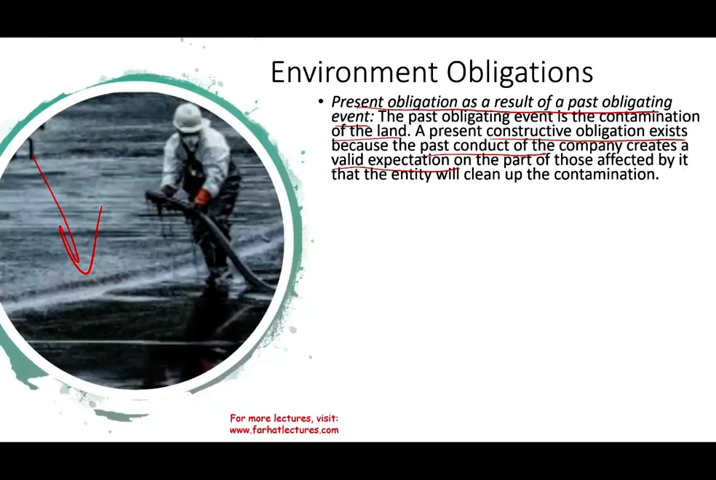 Environment Obligations
• Present obligation as a result of a past obligating
event: The past obligating event is the contamination
of the land. A present constructive obligation exists
because the past conduct of the company creates a
valid expectation on the part of those affected by it
that the entity will clean up the contamination.
For more lectures, visit:
www.farhatlectures.com